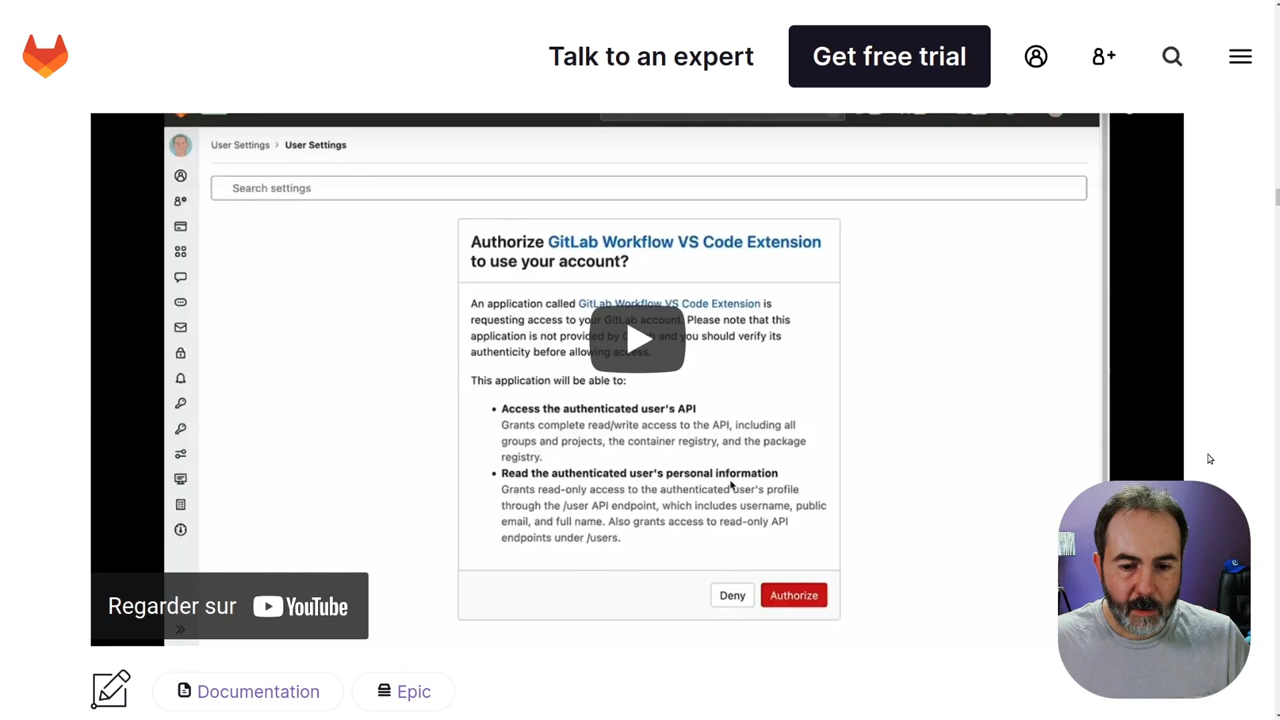 Talk to an expert
Get free trial
User Settings > User Settings
Search settings
Authorize GitLab Workflow VS Code Extension
to use your account?
An application called GitLab Workflow VS Code Extension is
requesting access to your GitLab account. Please note that this
application is not provided by GitLab and you should verify its
authenticity before allowing access.
This application will be able to:
• Access the authenticated user's API
Grants complete read/write access to the API, including all
groups and projects, the container registry, and the package
registry.
• Read the authenticated user's personal information
Grants read-only access to the authenticated user's profile
through the /user API endpoint, which includes username, public
email, and full name. Also grants access to read-only API
endpoints under /users.
Deny
Authorize
Regarder sur YouTube
Documentation
Epic